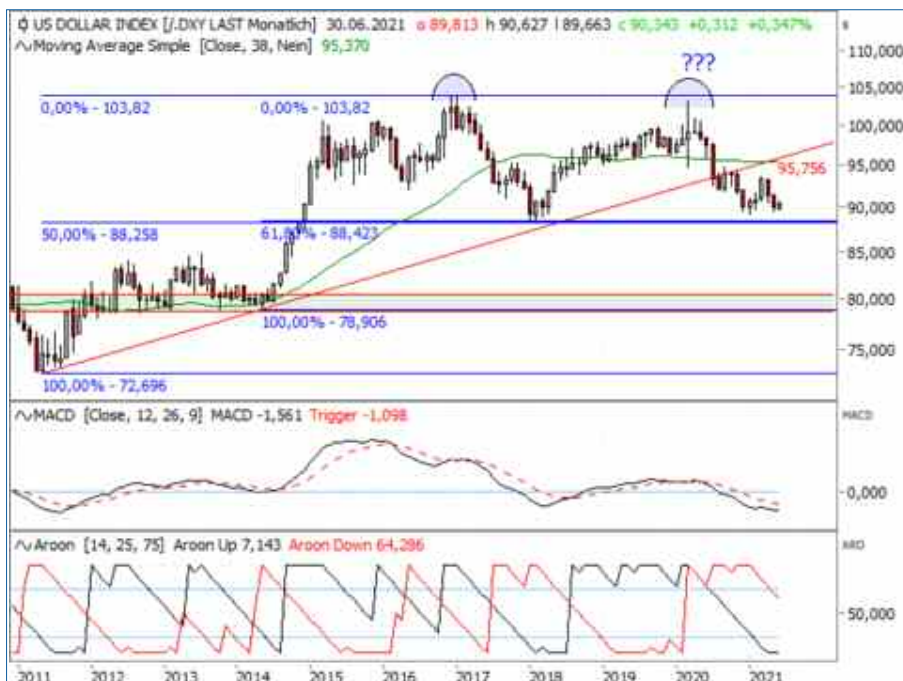 US DOLLAR INDEX [/.DXY LAST Monatlich] 30.06.2021 o 89,813 h 90,627 l 89,663 c 90,343 +0,312 +0,347%
Moving Average Simple [Close, 38, Nein] 95,370
$
110,000
???
105,000
0,00% - 103,82
0,00% - 103,82
100,000
95,000
95,756
90,000
50,00% - 88,258
61,80% - 88,423
85,000
80,000
100,00% - 78,906
75,000
100,00% - 72,696
MACD [Close, 12, 26, 9] MACD -1,561 Trigger -1,098
MACD
0,000
Aroon [14, 25, 75] Aroon Up 7,143 Aroon Down 64,286
ARO
50,000
2011 2012 2013 2014 2015 2016 2017 2018 2019 2020 2021